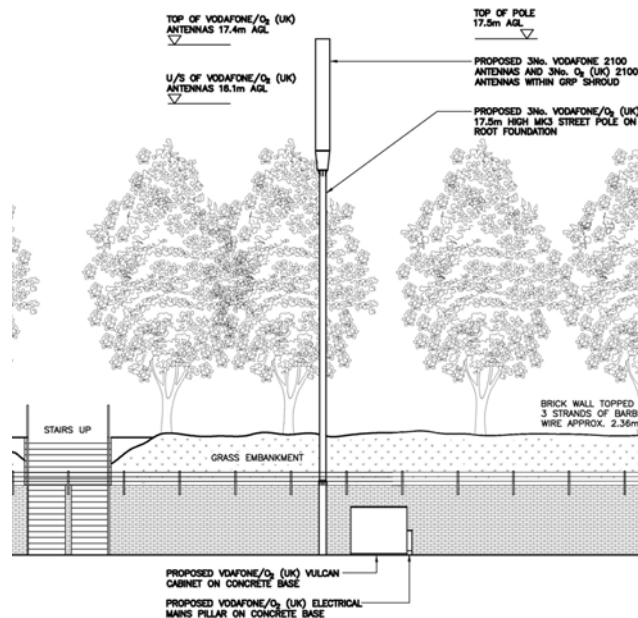 TOP OF VODAFONE/O2 (UK)
ANTENNAS 17.4m AGL
U/S OF VODAFONE/O2 (UK)
ANTENNAS 16.1m AGL
TOP OF POLE
17.5m AGL
PROPOSED 3No. VODAFONE 2100
ANTENNAS AND 3No. O2 (UK) 2100
ANTENNAS WITHIN GRP SHROUD
PROPOSED 3No. VODAFONE/O2 (UK)
17.5m HIGH MK3 STREET POLE ON
ROOT FOUNDATION
BRICK WALL TOPPED
3 STRANDS OF BARB
WIRE APPROX. 2.36m
STAIRS UP
GRASS EMBANKMENT
PROPOSED VDAFONE/O2 (UK) VULCAN
CABINET ON CONCRETE BASE
PROPOSED VODAFONE/O2 (UK) ELECTRICAL
MAINS PILLAR ON CONCRETE BASE